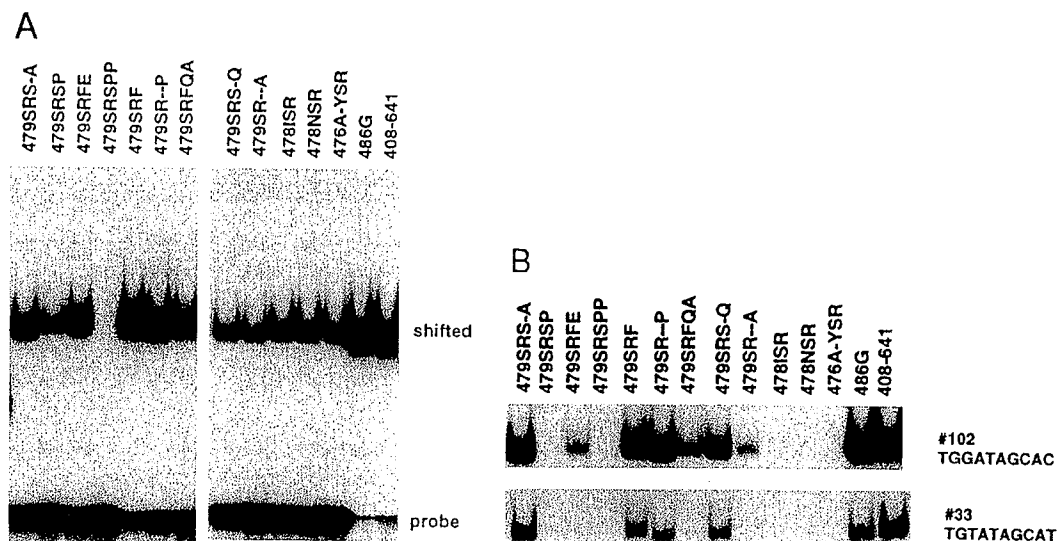 A
479SRS-A
479SRSP
479SRFE
479SRSPP
479SRF
479SR--P
479SRFQA
479SRS-Q
479SR--A
478ISR
478NSR
476A-YSR
486G
408-641
shifted
probe
B
479SRS-A
479SRSP
479SRFE
479SRSPP
479SRF
479SR--P
479SRFQA
479SRS-Q
479SR--A
478ISR
478NSR
476A-YSR
486G
408-641
#102
TGGATAGCAC
#33
TGTATAGCAT